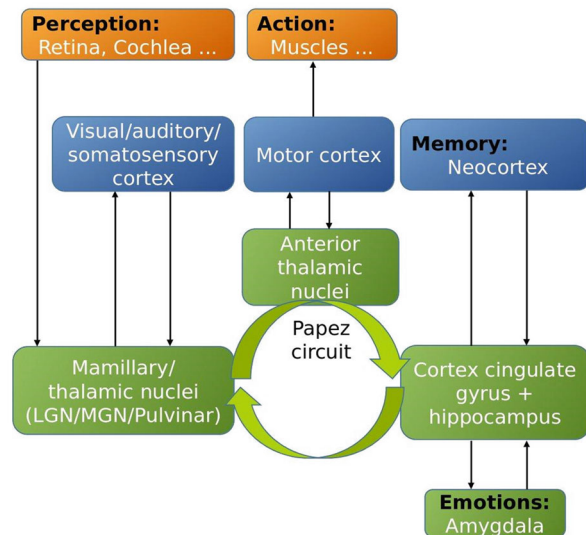 Perception:
Retina, Cochlea ...
Action:
Muscles ...
Visual/auditory/
somatosensory
cortex
Motor cortex
Memory:
Neocortex
Anterior
thalamic
nuclei
Papez
circuit
Mamillary/
thalamic nuclei
(LGN/MGN/Pulvinar)
Cortex cingulate
gyrus +
hippocampus
Emotions:
Amygdala